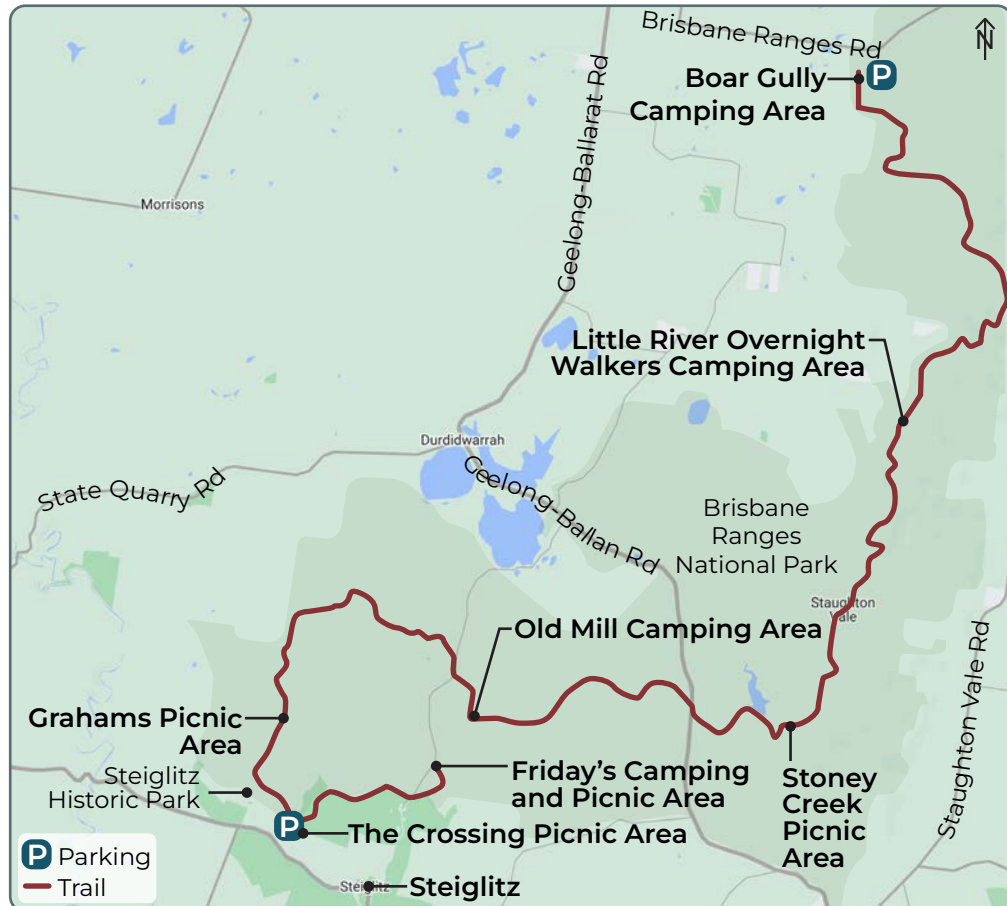 Brisbane Ranges Rd
N
P
Boar Gully
Camping Area
Geelong-Ballarat Rd
Morrisons
Little River Overnight
Walkers Camping Area
Durdidwarrah
State Quarry Rd
Geelong-Ballan Rd
Brisbane
Ranges
National Park
Staughton
Vale
Old Mill Camping Area
Staughton Vale Rd
Grahams Picnic
Area
Steiglitz
Historic Park
Friday's Camping
and Picnic Area
Stoney
Creek
Picnic
Area
P
The Crossing Picnic Area
P Parking
Trail
Steiglitz
Steiglitz